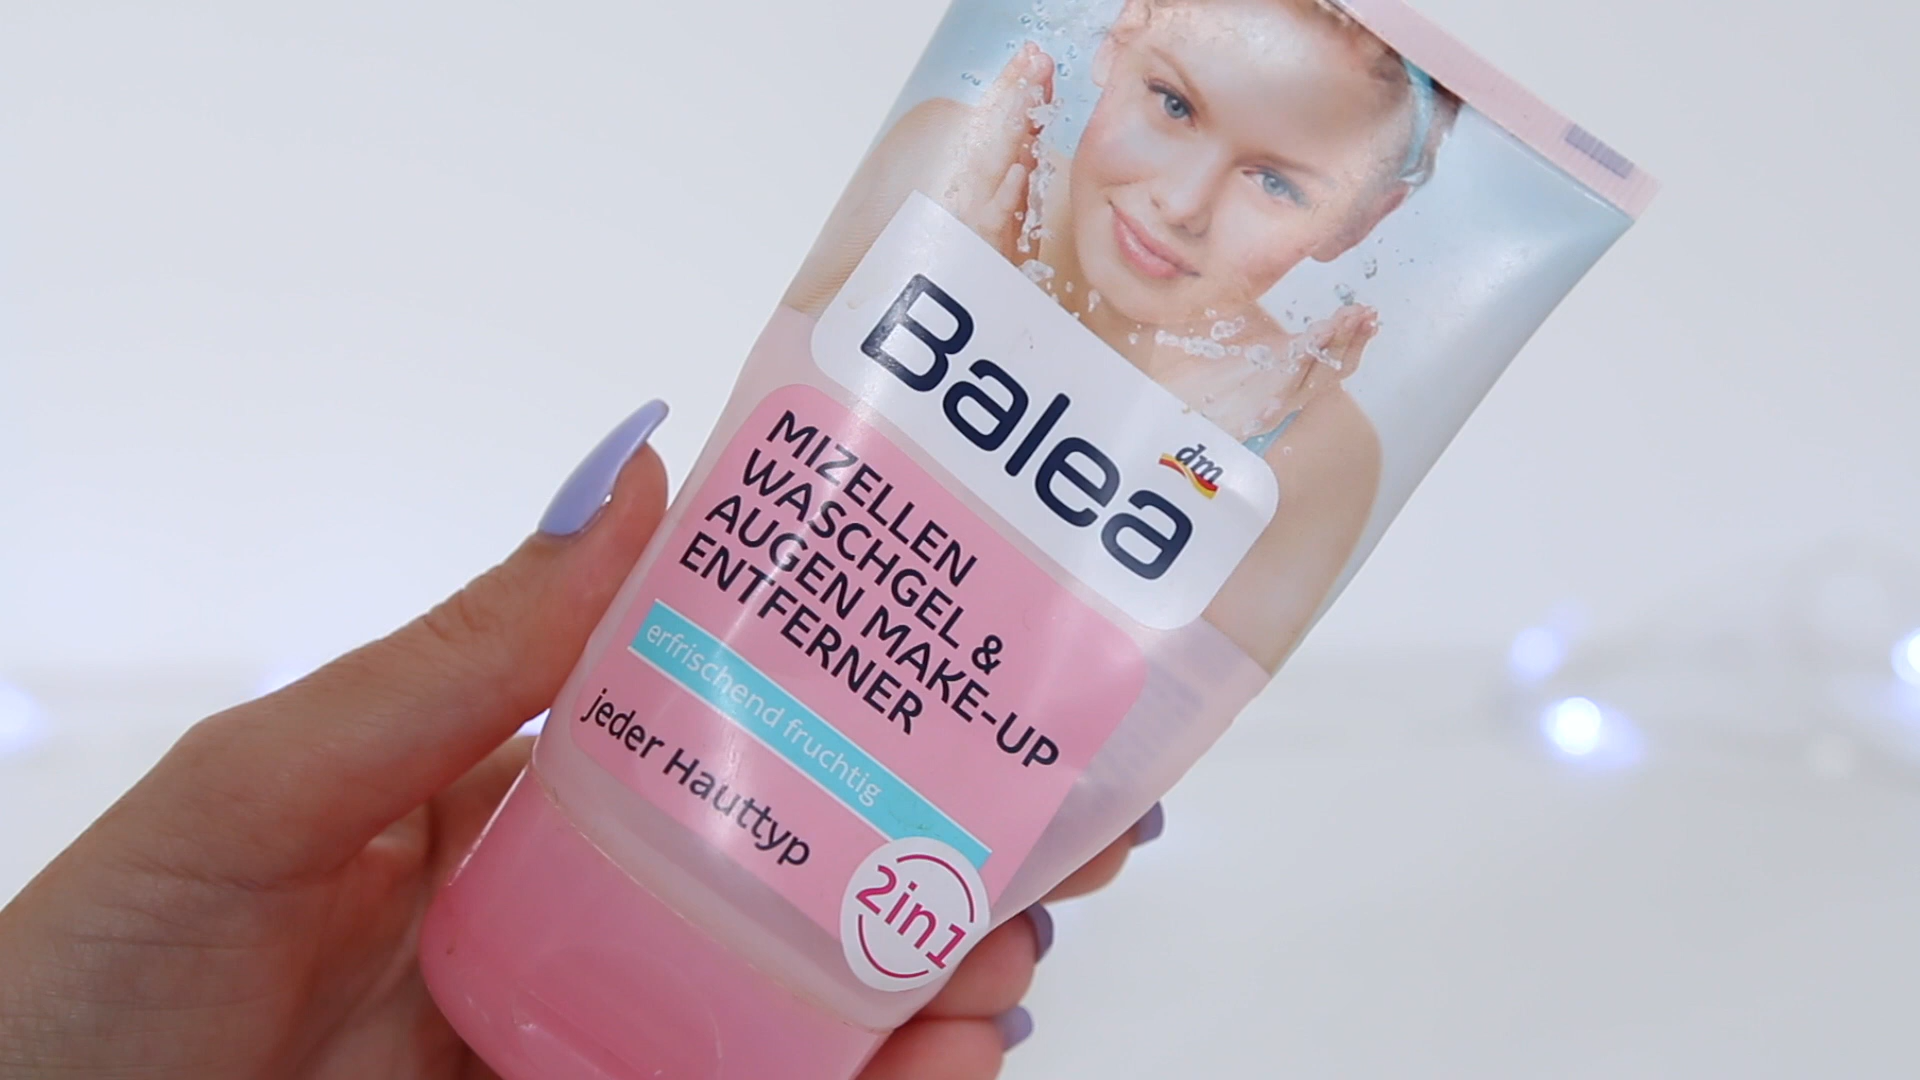 Balea
dm
MIZELLEN
WASCHGEL &
AUGEN MAKE-UP
ENTFERNER
erfrischend fruchtig
jeder Hauttyp
2in1